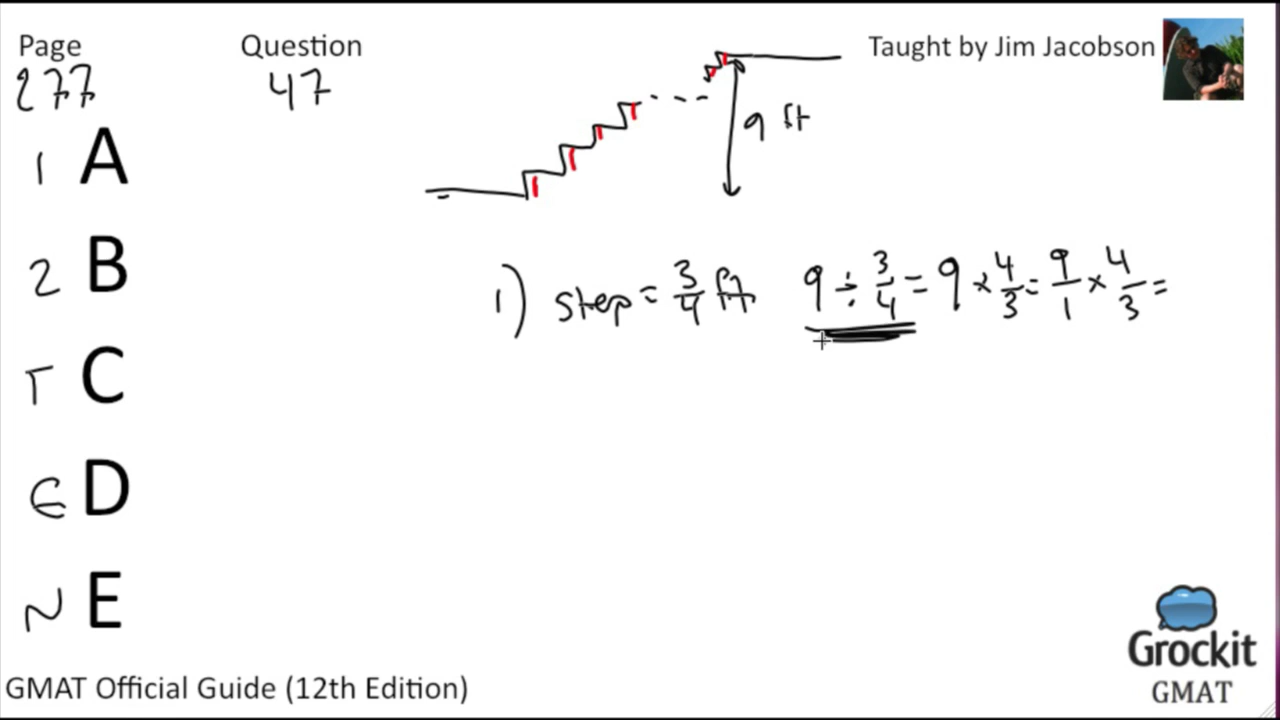 Page Question Taught by Jim Jacobson
277 47
9 ft
1 A
2 B
1) step = 3/4 ft 9 ÷ 3/4 = 9 × 4/3 = 9/1 × 4/3 =
T C
E D
N E
Grockit
GMAT
GMAT Official Guide (12th Edition)